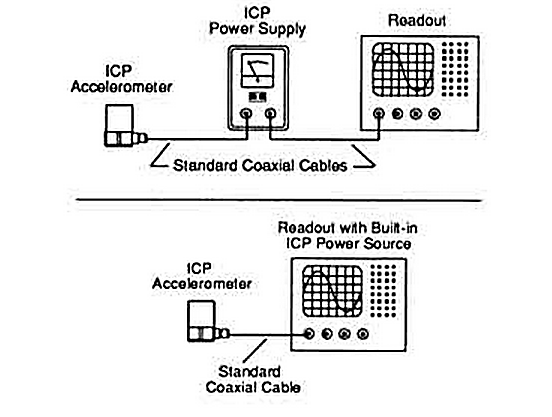 ICP
Power Supply
Readout
ICP
Accelerometer
Standard Coaxial Cables
Readout with Built-in
ICP Power Source
ICP
Accelerometer
Standard
Coaxial Cable